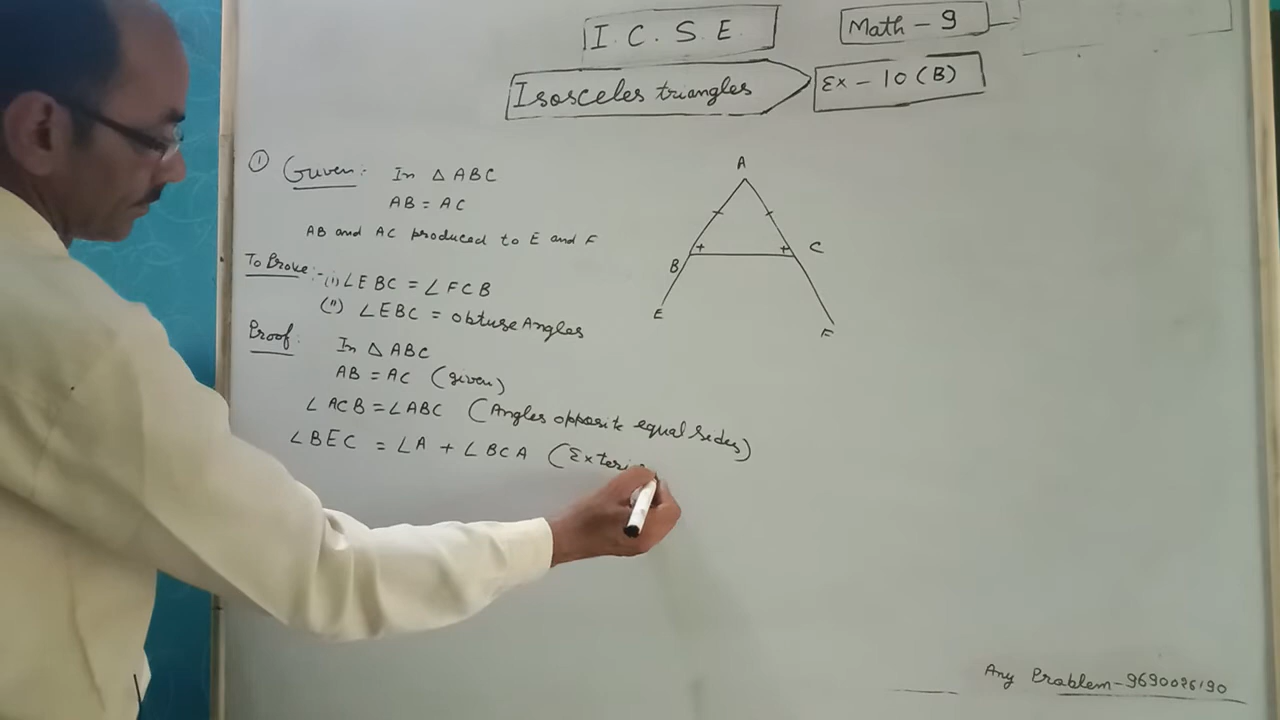 I.C.S.E.
Math - 9
Isosceles triangles
Ex - 10 (B)
① Given: In △ ABC
AB = AC
AB and AC produced to E and F
To Prove:- (i) ∠EBC = ∠FCB
(ii) ∠EBC = obtuse Angles
Proof: In △ ABC
AB = AC (given)
∠ACB = ∠ABC (Angles opposite equal sides)
∠BEC = ∠A + ∠BCA (Exteri
A
B
C
E
F
Any Problem - 9690026190